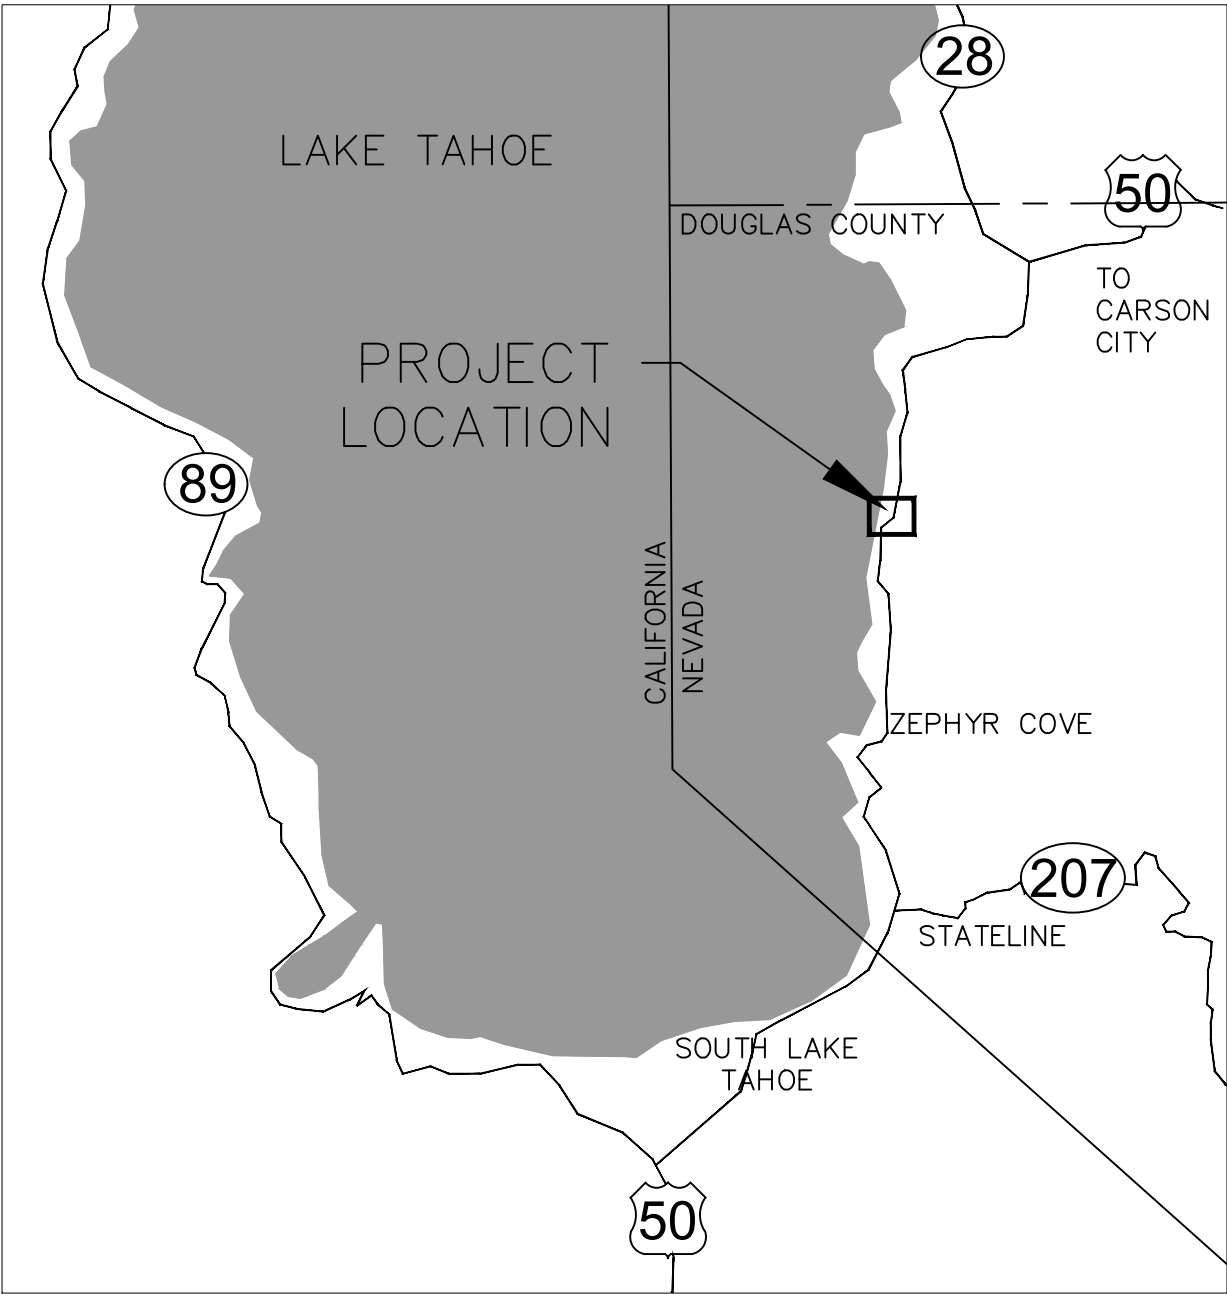 28
LAKE TAHOE
50
DOUGLAS COUNTY
TO
CARSON
CITY
PROJECT
LOCATION
89
CALIFORNIA
NEVADA
ZEPHYR COVE
207
STATELINE
SOUTH LAKE
TAHOE
50